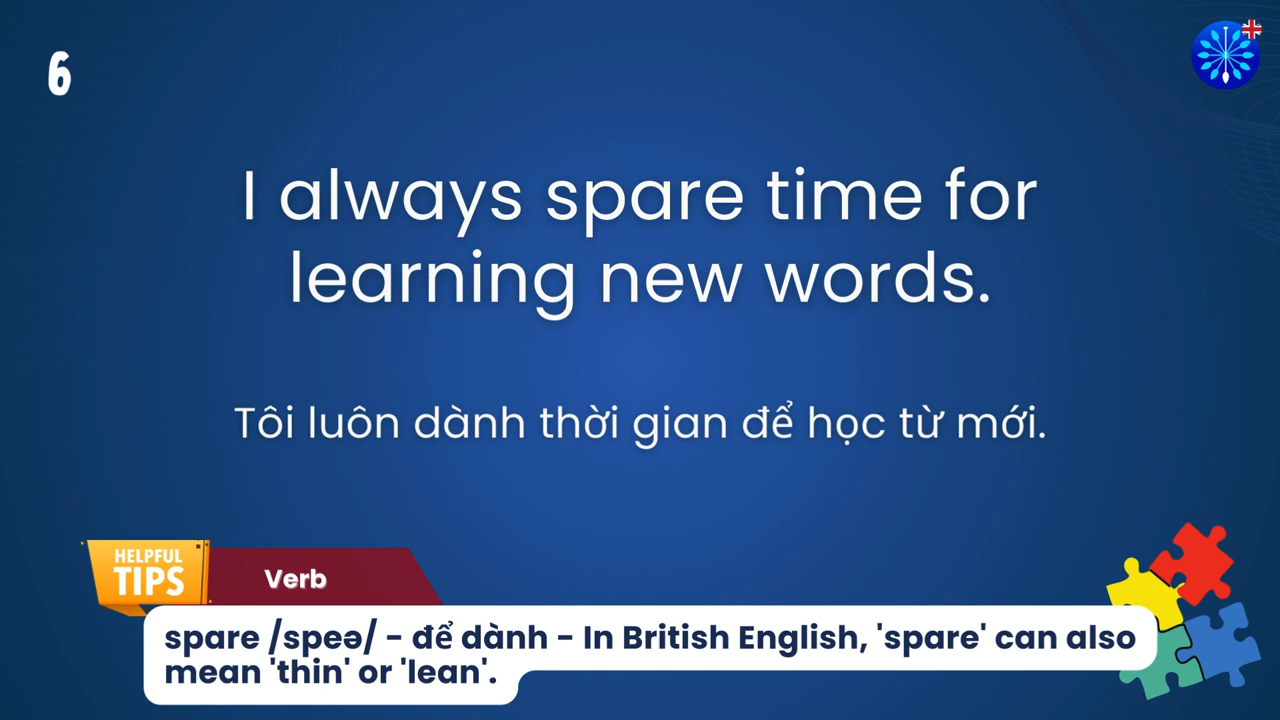 6
I always spare time for
learning new words.
Tôi luôn dành thời gian để học từ mới.
HELPFUL
TIPS
Verb
spare /speə/ - để dành - In British English, 'spare' can also
mean 'thin' or 'lean'.